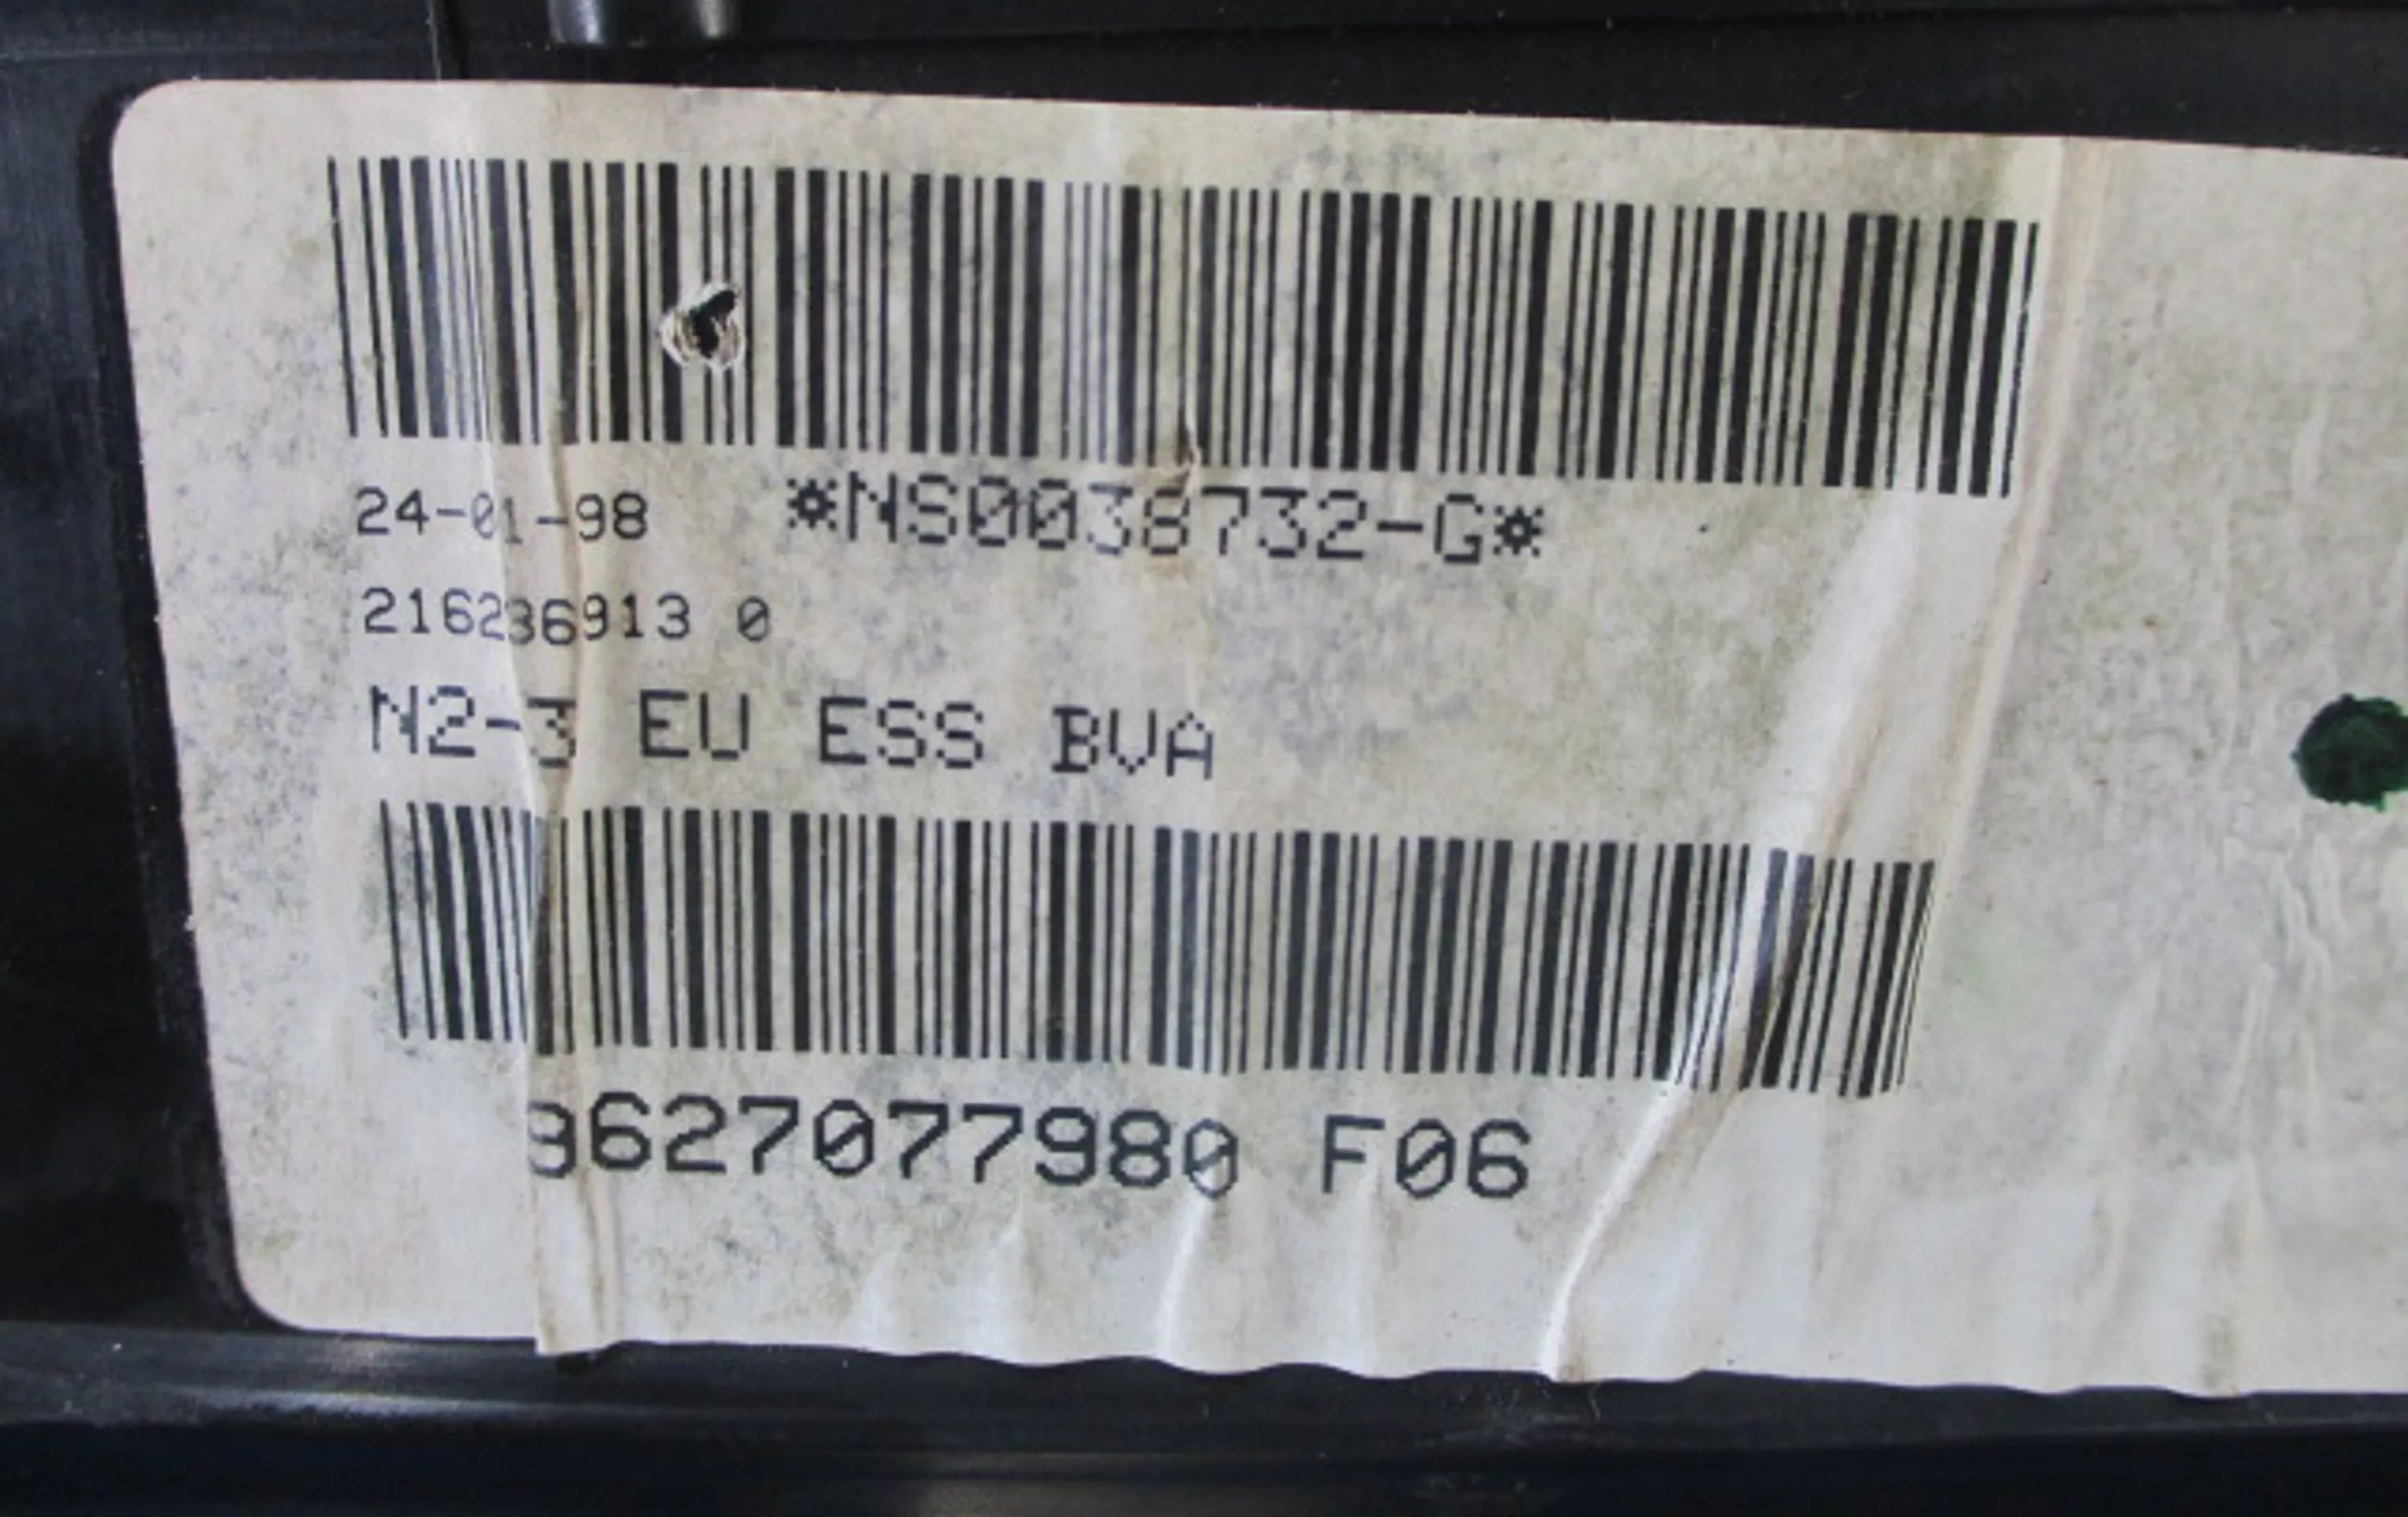 24-01-98 *NS0038732-G*
216236913 0
N2-3 EU ESS BVA
9627077980 F06